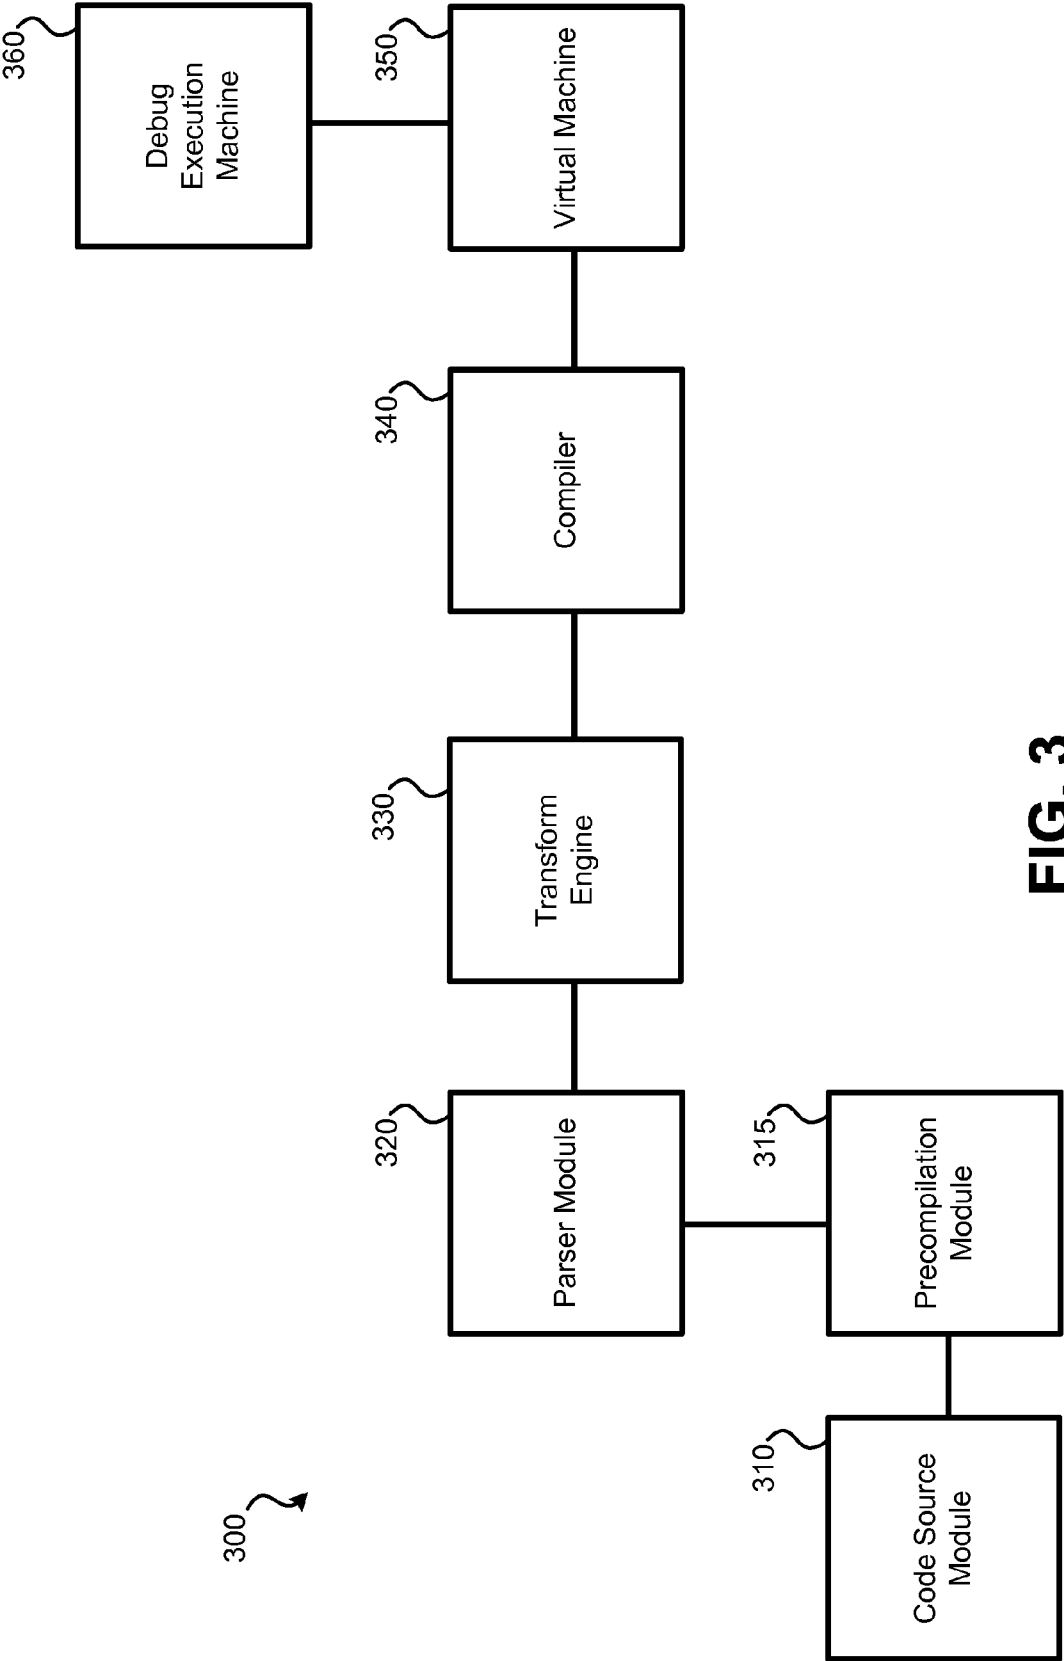 300
310
Code Source
Module
315
Precompilation
Module
320
Parser Module
330
Transform
Engine
340
Compiler
350
Virtual Machine
360
Debug
Execution
Machine
FIG. 3